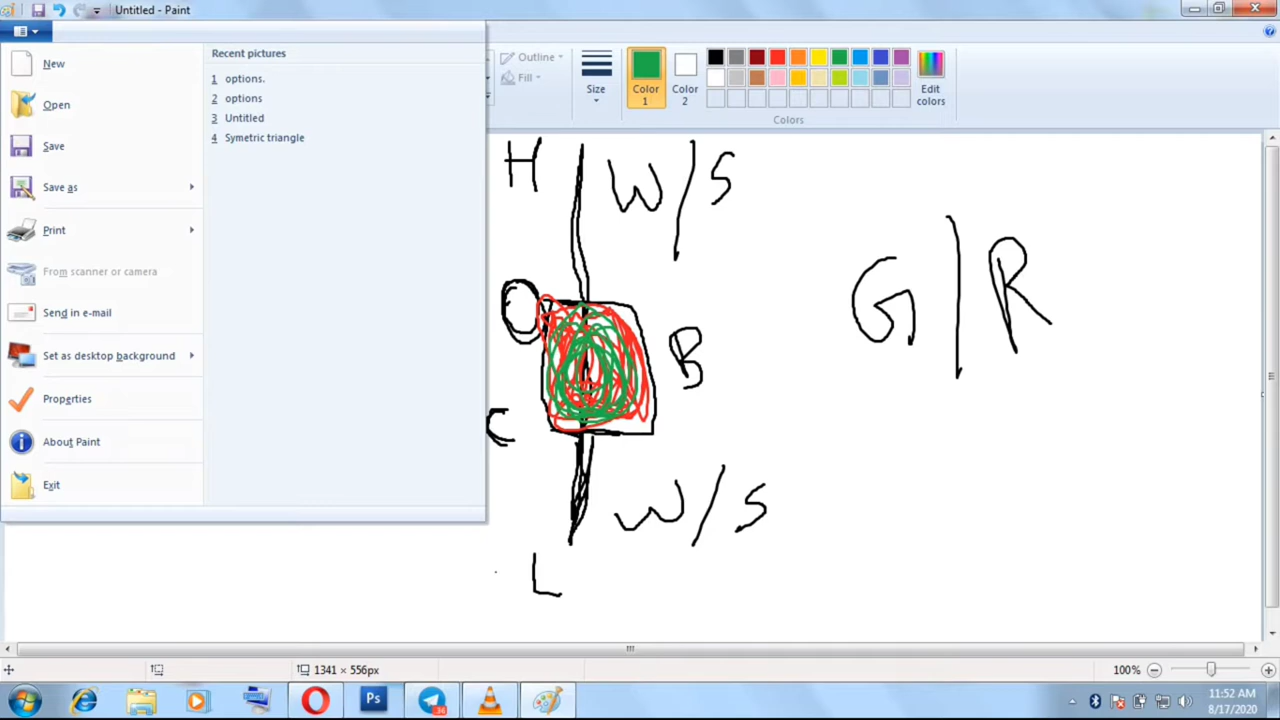 Untitled - Paint
Recent pictures
New
1 options.
Open
2 options
3 Untitled
Save
4 Symetric triangle
Save as
Print
From scanner or camera
Send in e-mail
Set as desktop background
Properties
About Paint
Exit
Outline
Fill
Size
Color 1
Color 2
Edit colors
Colors
H
W/S
G|R
O
B
C
W/S
L
1341 × 556px
100%
Ps
34
11:52 AM
8/17/2020